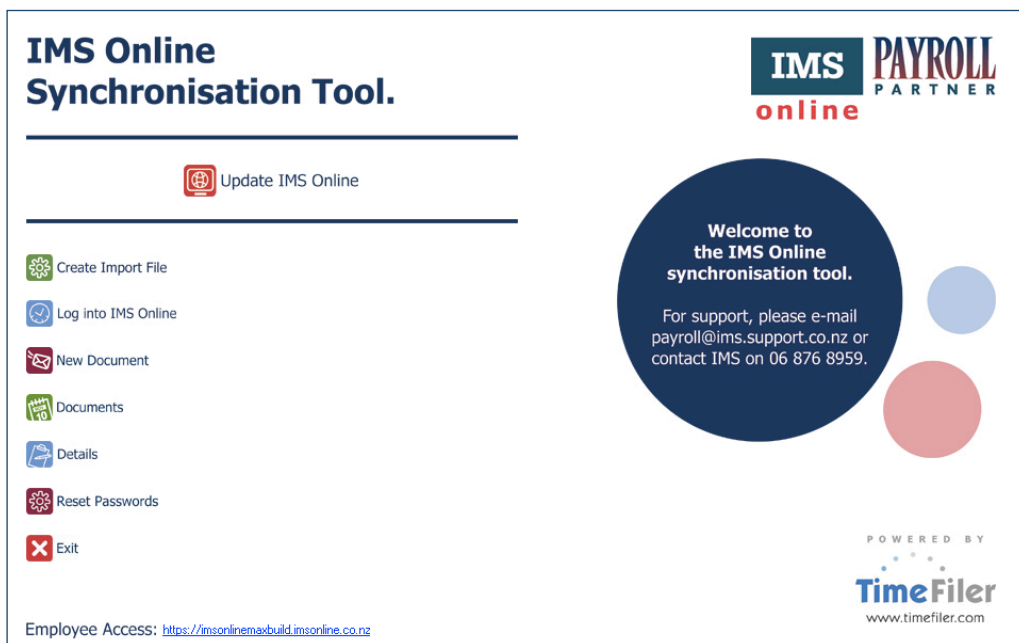 IMS Online
Synchronisation Tool.
IMS
online
PAYROLL
PARTNER
Update IMS Online
Create Import File
Log into IMS Online
New Document
Documents
Details
Reset Passwords
Exit
Welcome to
the IMS Online
synchronisation tool.
For support, please e-mail
payroll@ims.support.co.nz or
contact IMS on 06 876 8959.
POWERED BY
TimeFiler
www.timefiler.com
Employee Access: https://imsonlinemaxbuild.imsonline.co.nz